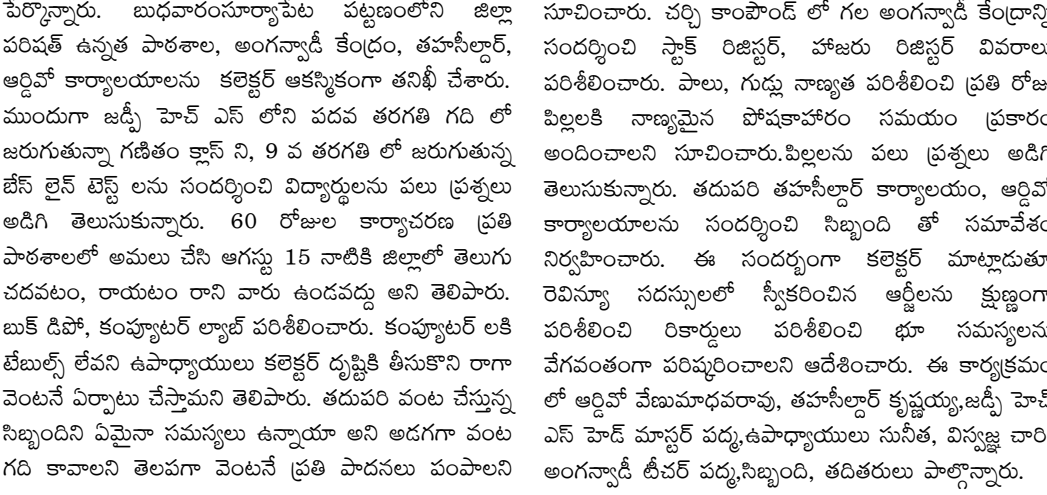 పేర్కొన్నారు. బుధవారంసూర్యాపేట పట్టణంలోని జిల్లా
పరిషత్ ఉన్నత పాఠశాల, అంగన్వాడీ కేంద్రం, తహసీల్దార్,
ఆర్డివో కార్యాలయాలను కలెక్టర్ ఆకస్మికంగా తనిఖీ చేశారు.
ముందుగా జడ్పీ హెచ్ ఎస్ లోని పదవ తరగతి గది లో
జరుగుతున్నా గణితం క్లాస్ ని, 9 వ తరగతి లో జరుగుతున్న
బేస్ లైన్ టెస్ట్ లను సందర్శించి విద్యార్థులను పలు ప్రశ్నలు
అడిగి తెలుసుకున్నారు. 60 రోజుల కార్యాచరణ ప్రతి
పాఠశాలలో అమలు చేసి ఆగస్టు 15 నాటికి జిల్లాలో తెలుగు
చదవటం, రాయటం రాని వారు ఉండవద్దు అని తెలిపారు.
బుక్ డిపో, కంప్యూటర్ ల్యాబ్ పరిశీలించారు. కంప్యూటర్ లకి
టేబుల్స్ లేవని ఉపాధ్యాయులు కలెక్టర్ దృష్టికి తీసుకొని రాగా
వెంటనే ఏర్పాటు చేస్తామని తెలిపారు. తదుపరి వంట చేస్తున్న
సిబ్బందిని ఏమైనా సమస్యలు ఉన్నాయా అని అడగగా వంట
గది కావాలని తెలపగా వెంటనే ప్రతి పాదనలు పంపాలని
సూచించారు. చర్చి కాంపౌండ్ లో గల అంగన్వాడీ కేంద్రాన్ని
సందర్శించి స్టాక్ రిజిస్టర్, హాజరు రిజిస్టర్ వివరాలు
పరిశీలించారు. పాలు, గుడ్లు నాణ్యత పరిశీలించి ప్రతి రోజు
పిల్లలకి నాణ్యమైన పోషకాహారం సమయం ప్రకారం
అందించాలని సూచించారు.పిల్లలను పలు ప్రశ్నలు అడిగి
తెలుసుకున్నారు. తదుపరి తహసీల్దార్ కార్యాలయం, ఆర్డివో
కార్యాలయాలను సందర్శించి సిబ్బంది తో సమావేశం
నిర్వహించారు. ఈ సందర్భంగా కలెక్టర్ మాట్లాడుతూ
రెవిన్యూ సదస్సులలో స్వీకరించిన ఆర్జీలను క్షుణ్ణంగా
పరిశీలించి రికార్డులు పరిశీలించి భూ సమస్యలను
వేగవంతంగా పరిష్కరించాలని ఆదేశించారు. ఈ కార్యక్రమం
లో ఆర్డివో వేణుమాధవరావు, తహసీల్దార్ కృష్ణయ్య,జడ్పీ హెచ్
ఎస్ హెడ్ మాస్టర్ పద్మ,ఉపాధ్యాయులు సునీత, విస్వజ్ఞ చారి
అంగన్వాడీ టీచర్ పద్మ,సిబ్బంది, తదితరులు పాల్గొన్నారు.